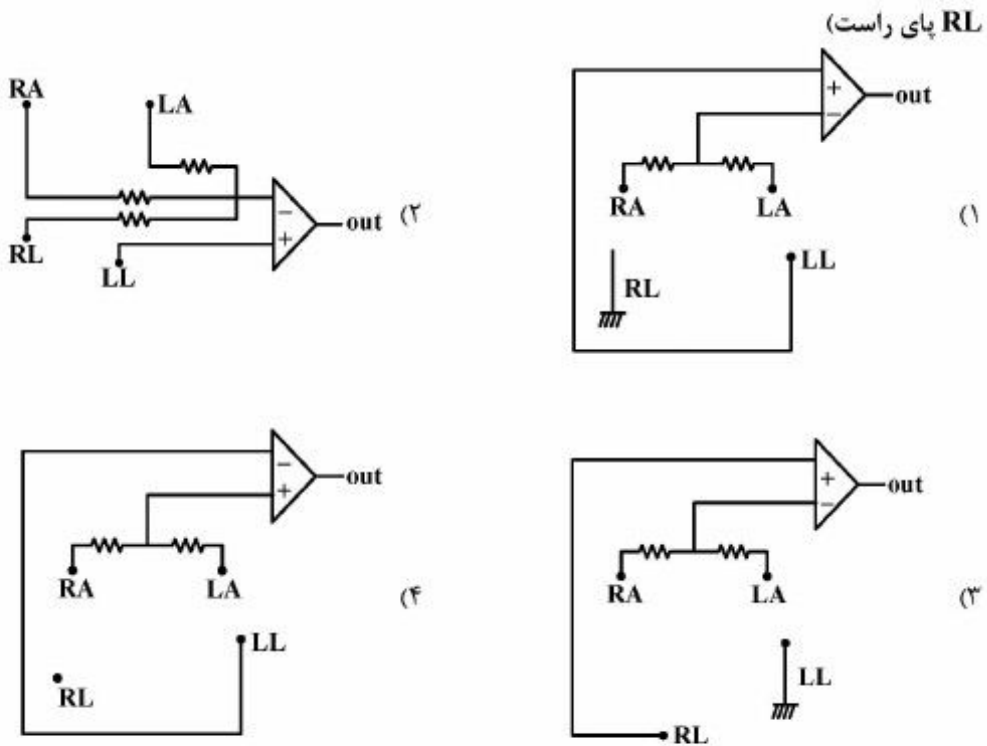 RL پای راست)
۱)
+
−
out
RA
LA
RL
LL
۲)
RA
LA
RL
LL
−
+
out
۳)
+
−
out
RA
LA
LL
RL
۴)
−
+
out
RA
LA
LL
RL